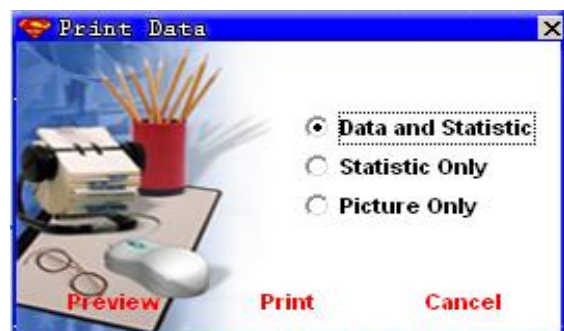 Print Data
Data and Statistic
Statistic Only
Picture Only
Preview Print Cancel